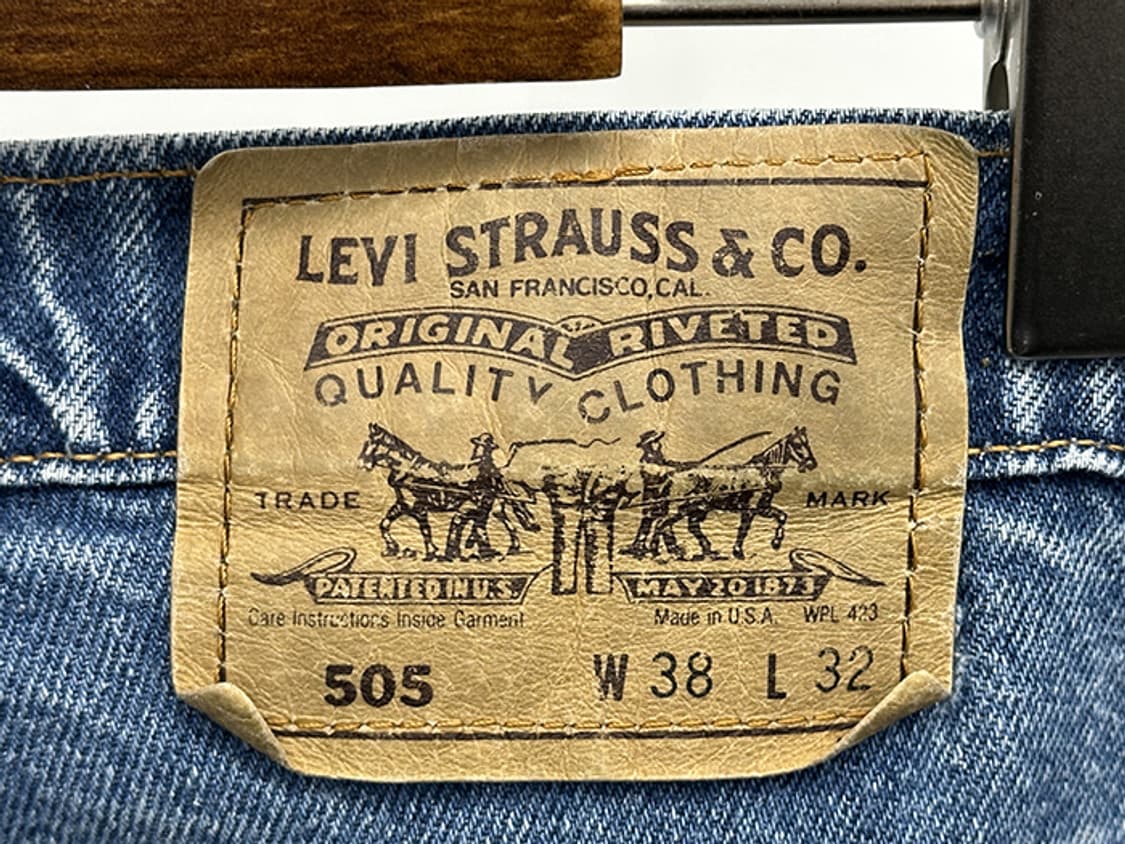 LEVI STRAUSS & CO.
SAN FRANCISCO, CAL.
ORIGINAL RIVETED
QUALITY CLOTHING
TRADE MARK
PATENTED IN U.S. MAY 20 1873
Care Instructions Inside Garment Made in U.S.A. WPL 423
505 W 38 L 32